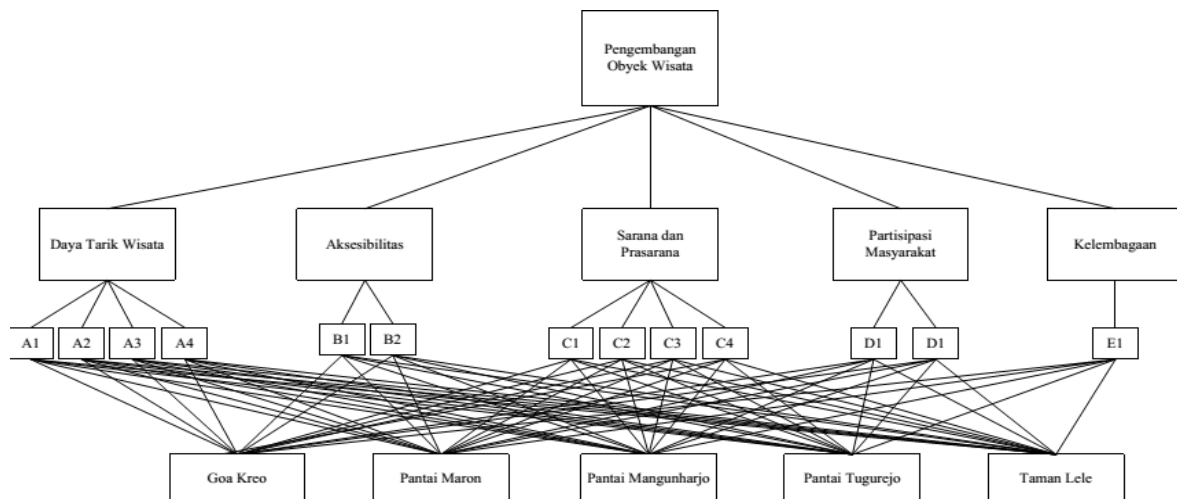 Pengembangan
Obyek Wisata
Daya Tarik Wisata
Aksesibilitas
Sarana dan
Prasarana
Partisipasi
Masyarakat
Kelembagaan
A1
A2
A3
A4
B1
B2
C1
C2
C3
C4
D1
D1
E1
Goa Kreo
Pantai Maron
Pantai Mangunharjo
Pantai Tugurejo
Taman Lele